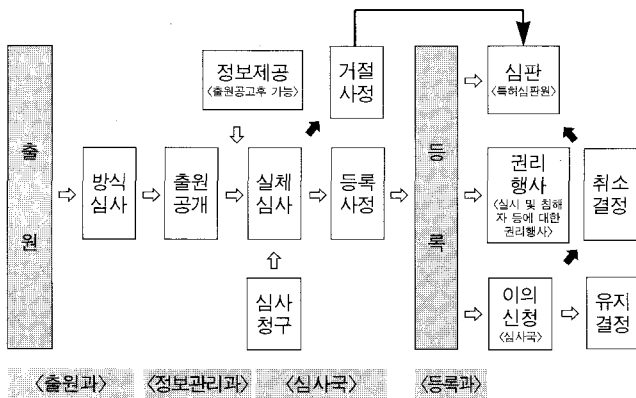 출
원
방식
심사
출원
공개
정보제공
〈출원공고후 가능〉
실체
심사
심사
청구
거절
사정
등록
사정
등
록
심판
〈특허심판원〉
권리
행사
〈실시 및 침해
자 등에 대한
권리행사〉
취소
결정
이의
신청
〈심사국〉
유지
결정
〈출원과〉
〈정보관리과〉
〈심사국〉
〈등록과〉